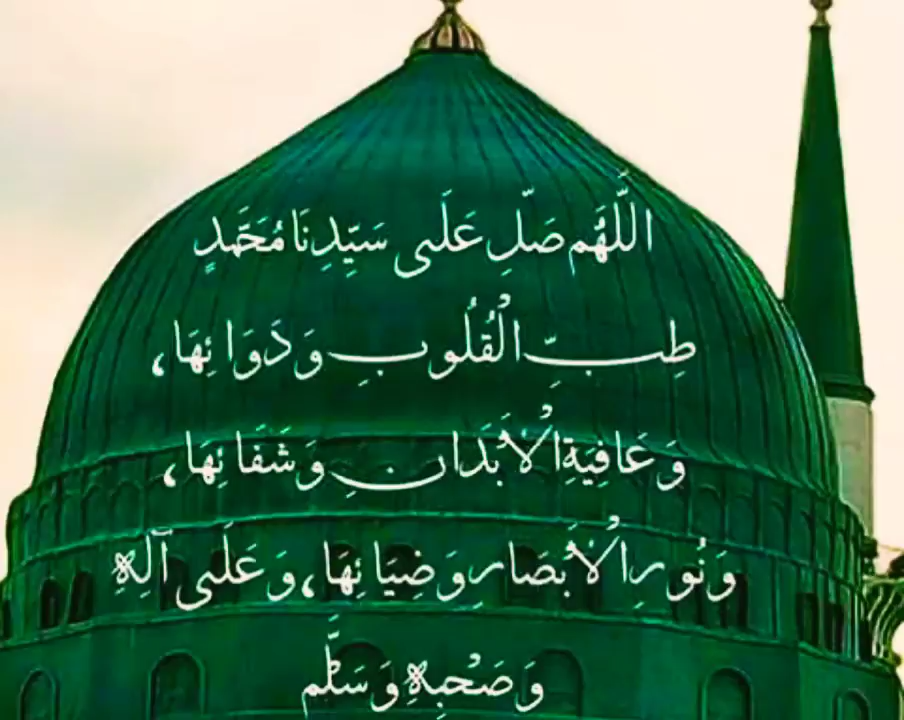 اللَّهُم صَلِّ عَلَى سَيِّدِنَا مُحَمَّدٍ
طِبِّ الْقُلُوبِ وَدَوَائِهَا،
وَعَافِيَةِ الْأَبْدَانِ وَشَفَائِهَا،
وَنُورِ الْأَبْصَارِ وَضِيَائِهَا، وَعَلَى آلِهِ
وَصَحْبِهِ وَسَلَّم